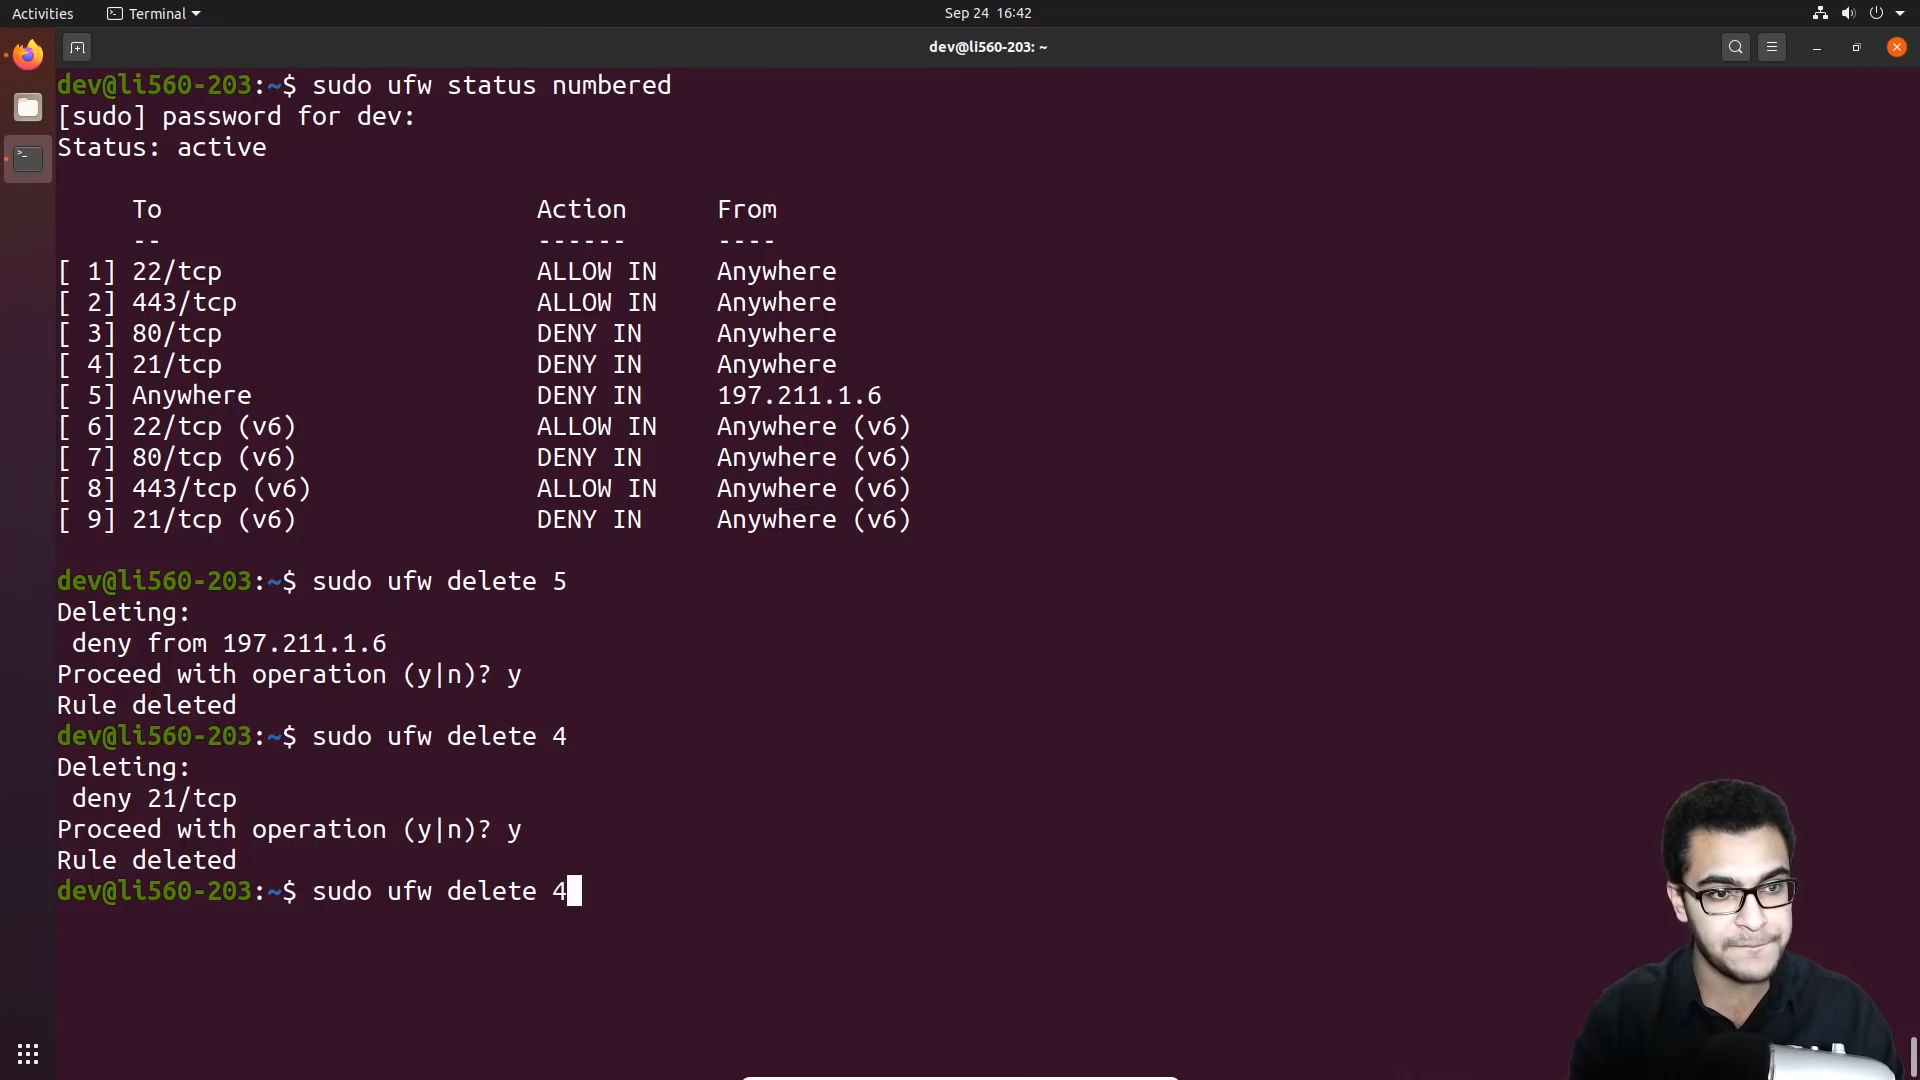 Activities Terminal Sep 24 16:42
dev@li560-203: ~
dev@li560-203:~$ sudo ufw status numbered
[sudo] password for dev:
Status: active
To Action From
-- ------ ----
[ 1] 22/tcp ALLOW IN Anywhere
[ 2] 443/tcp ALLOW IN Anywhere
[ 3] 80/tcp DENY IN Anywhere
[ 4] 21/tcp DENY IN Anywhere
[ 5] Anywhere DENY IN 197.211.1.6
[ 6] 22/tcp (v6) ALLOW IN Anywhere (v6)
[ 7] 80/tcp (v6) DENY IN Anywhere (v6)
[ 8] 443/tcp (v6) ALLOW IN Anywhere (v6)
[ 9] 21/tcp (v6) DENY IN Anywhere (v6)
dev@li560-203:~$ sudo ufw delete 5
Deleting:
deny from 197.211.1.6
Proceed with operation (y|n)? y
Rule deleted
dev@li560-203:~$ sudo ufw delete 4
Deleting:
deny 21/tcp
Proceed with operation (y|n)? y
Rule deleted
dev@li560-203:~$ sudo ufw delete 4